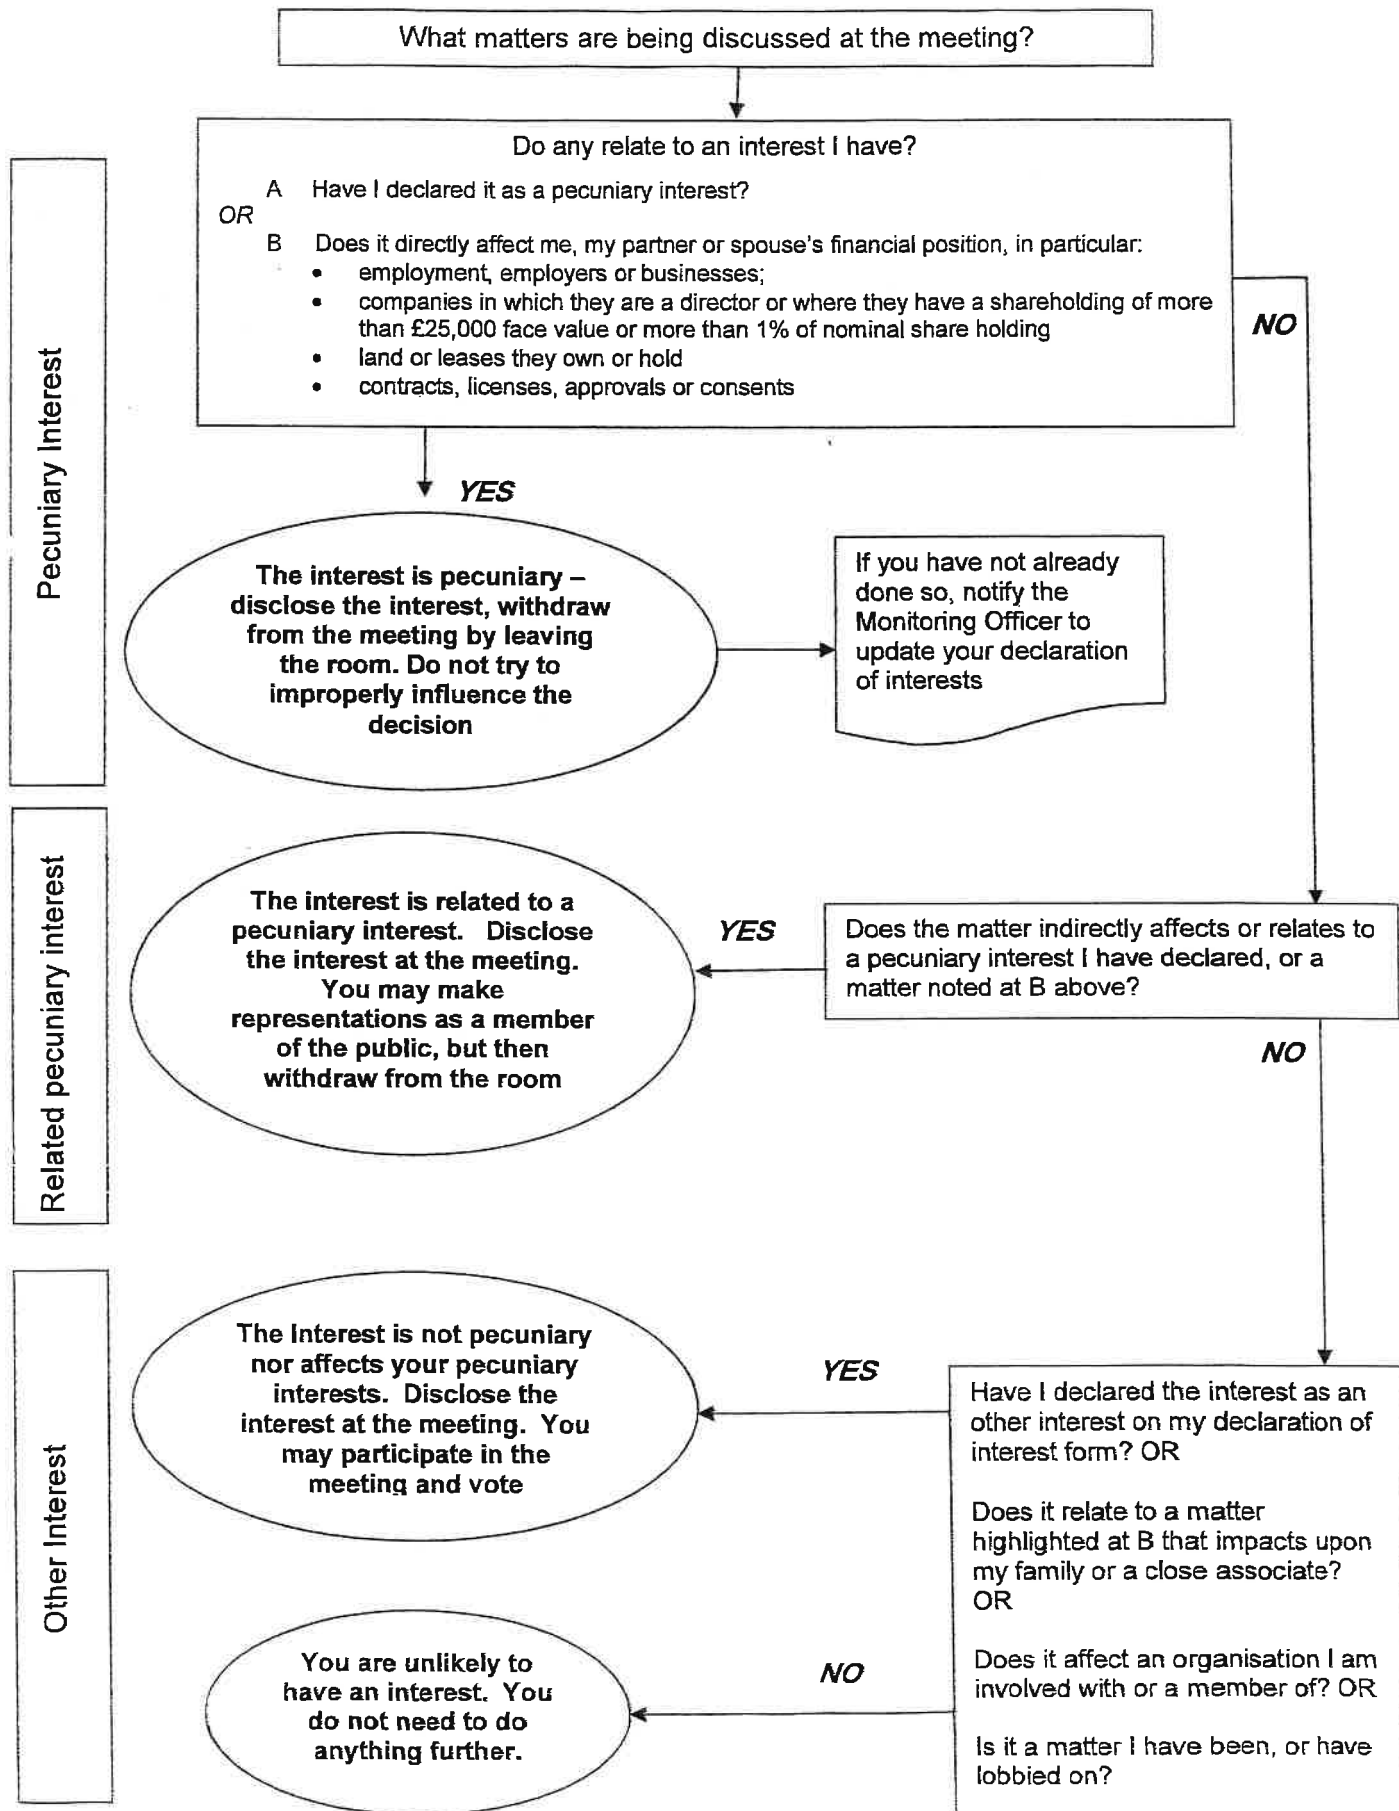 What matters are being discussed at the meeting?
Do any relate to an interest I have?
A Have I declared it as a pecuniary interest?
OR
B Does it directly affect me, my partner or spouse's financial position, in particular:
• employment, employers or businesses;
• companies in which they are a director or where they have a shareholding of more
than £25,000 face value or more than 1% of nominal share holding
• land or leases they own or hold
• contracts, licenses, approvals or consents
NO
Pecuniary Interest
YES
The interest is pecuniary –
disclose the interest, withdraw
from the meeting by leaving
the room. Do not try to
improperly influence the
decision
If you have not already
done so, notify the
Monitoring Officer to
update your declaration
of interests
Related pecuniary interest
The interest is related to a
pecuniary interest. Disclose
the interest at the meeting.
You may make
representations as a member
of the public, but then
withdraw from the room
YES
Does the matter indirectly affects or relates to
a pecuniary interest I have declared, or a
matter noted at B above?
NO
Other Interest
The Interest is not pecuniary
nor affects your pecuniary
interests. Disclose the
interest at the meeting. You
may participate in the
meeting and vote
YES
Have I declared the interest as an
other interest on my declaration of
interest form? OR
Does it relate to a matter
highlighted at B that impacts upon
my family or a close associate?
OR
Does it affect an organisation I am
involved with or a member of? OR
Is it a matter I have been, or have
lobbied on?
NO
You are unlikely to
have an interest. You
do not need to do
anything further.